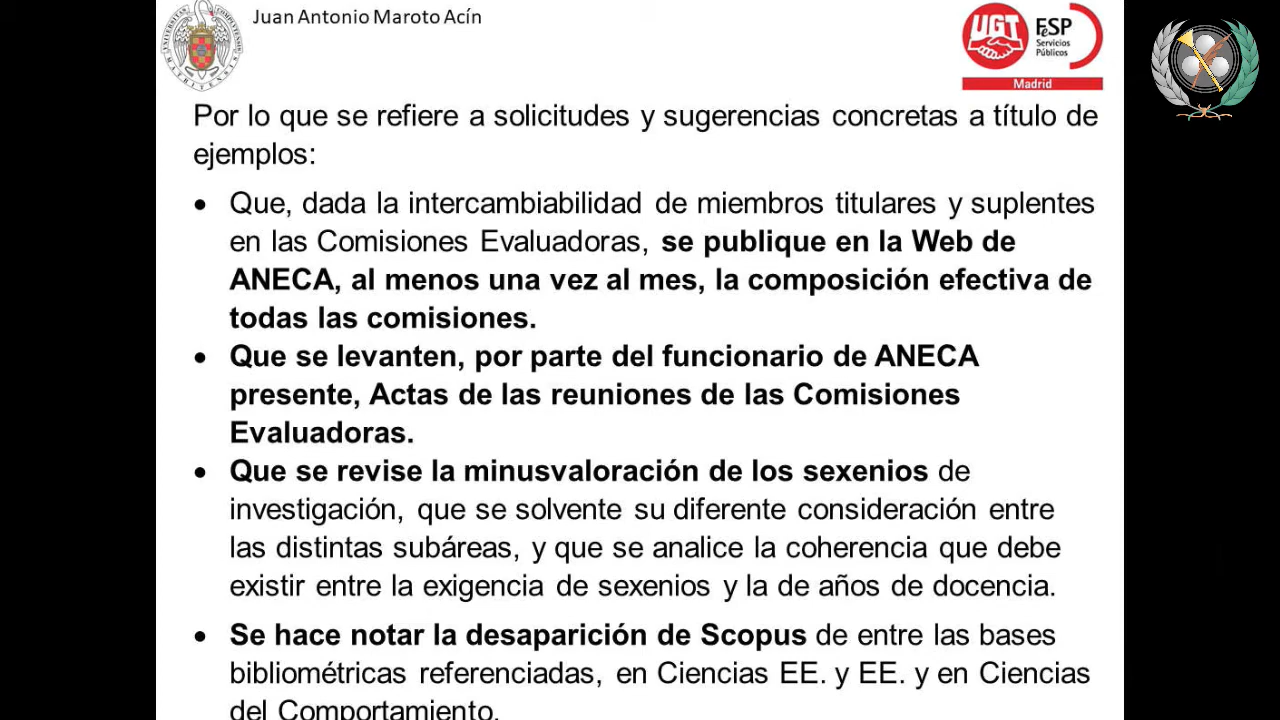 Juan Antonio Maroto Acín
UGT
FeSP
Servicios
Públicos
Madrid
Por lo que se refiere a solicitudes y sugerencias concretas a título de
ejemplos:
• Que, dada la intercambiabilidad de miembros titulares y suplentes
en las Comisiones Evaluadoras, se publique en la Web de
ANECA, al menos una vez al mes, la composición efectiva de
todas las comisiones.
• Que se levanten, por parte del funcionario de ANECA
presente, Actas de las reuniones de las Comisiones
Evaluadoras.
• Que se revise la minusvaloración de los sexenios de
investigación, que se solvente su diferente consideración entre
las distintas subáreas, y que se analice la coherencia que debe
existir entre la exigencia de sexenios y la de años de docencia.
• Se hace notar la desaparición de Scopus de entre las bases
bibliométricas referenciadas, en Ciencias EE. y EE. y en Ciencias
del Comportamiento.